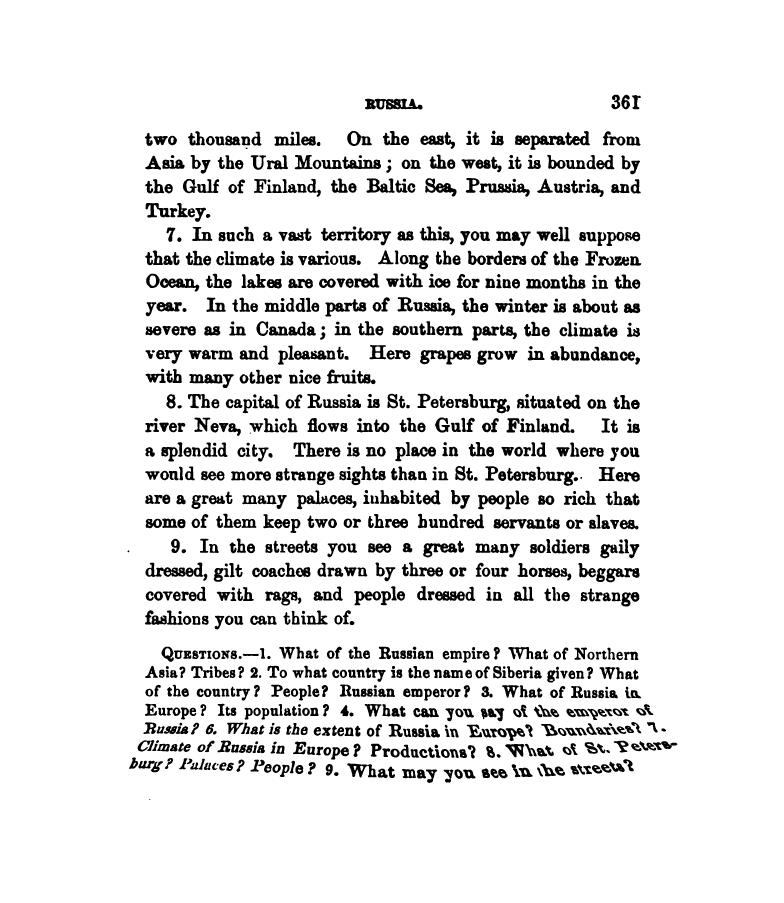 RUSSIA. 361
two thousand miles. On the east, it is separated from
Asia by the Ural Mountains; on the west, it is bounded by
the Gulf of Finland, the Baltic Sea, Prussia, Austria, and
Turkey.
7. In such a vast territory as this, you may well suppose
that the climate is various. Along the borders of the Frozen
Ocean, the lakes are covered with ice for nine months in the
year. In the middle parts of Russia, the winter is about as
severe as in Canada; in the southern parts, the climate is
very warm and pleasant. Here grapes grow in abundance,
with many other nice fruits.
8. The capital of Russia is St. Petersburg, situated on the
river Neva, which flows into the Gulf of Finland. It is
a splendid city. There is no place in the world where you
would see more strange sights than in St. Petersburg. Here
are a great many palaces, inhabited by people so rich that
some of them keep two or three hundred servants or slaves.
9. In the streets you see a great many soldiers gaily
dressed, gilt coaches drawn by three or four horses, beggars
covered with rags, and people dressed in all the strange
fashions you can think of.
QUESTIONS.—1. What of the Russian empire? What of Northern
Asia? Tribes? 2. To what country is the name of Siberia given? What
of the country? People? Russian emperor? 3. What of Russia in
Europe? Its population? 4. What can you say of the emperor of
Russia? 6. What is the extent of Russia in Europe? Boundaries? 7.
Climate of Russia in Europe? Productions? 8. What of St. Peters-
burg? Palaces? People? 9. What may you see in the streets?